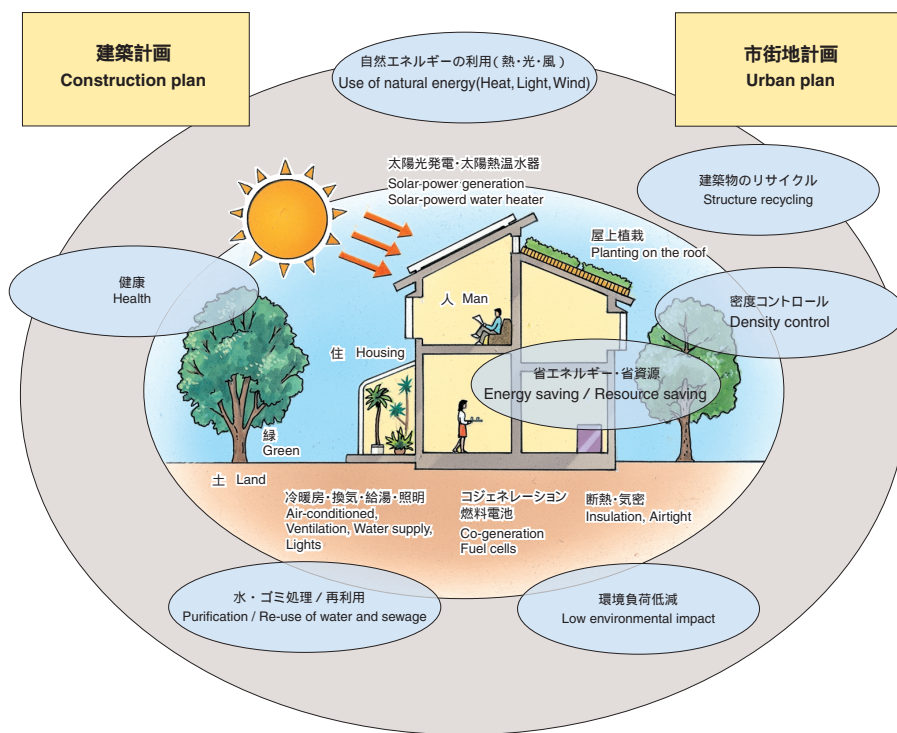 建築計画
Construction plan
自然エネルギーの利用(熱・光・風)
Use of natural energy(Heat, Light, Wind)
市街地計画
Urban plan
太陽光発電・太陽熱温水器
Solar-power generation
Solar-powerd water heater
建築物のリサイクル
Structure recycling
屋上植栽
Planting on the roof
健康
Health
人 Man
密度コントロール
Density control
住 Housing
省エネルギー・省資源
Energy saving / Resource saving
緑
Green
土 Land
冷暖房・換気・給湯・照明
Air-conditioned,
Ventilation, Water supply,
Lights
コジェネレーション
燃料電池
Co-generation
Fuel cells
断熱・気密
Insulation, Airtight
水・ゴミ処理 / 再利用
Purification / Re-use of water and sewage
環境負荷低減
Low environmental impact